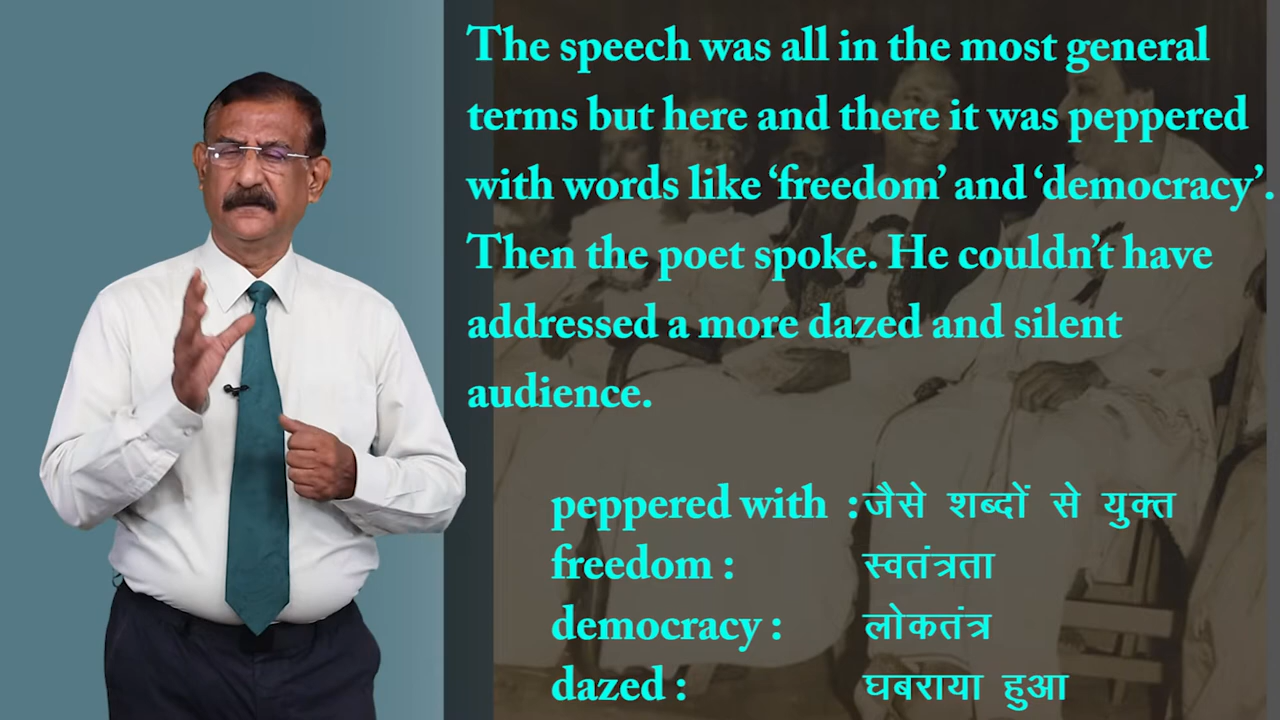 The speech was all in the most general
terms but here and there it was peppered
with words like ‘freedom’ and ‘democracy’.
Then the poet spoke. He couldn’t have
addressed a more dazed and silent
audience.
peppered with : जैसे शब्दों से युक्त
freedom : स्वतंत्रता
democracy : लोकतंत्र
dazed : घबराया हुआ